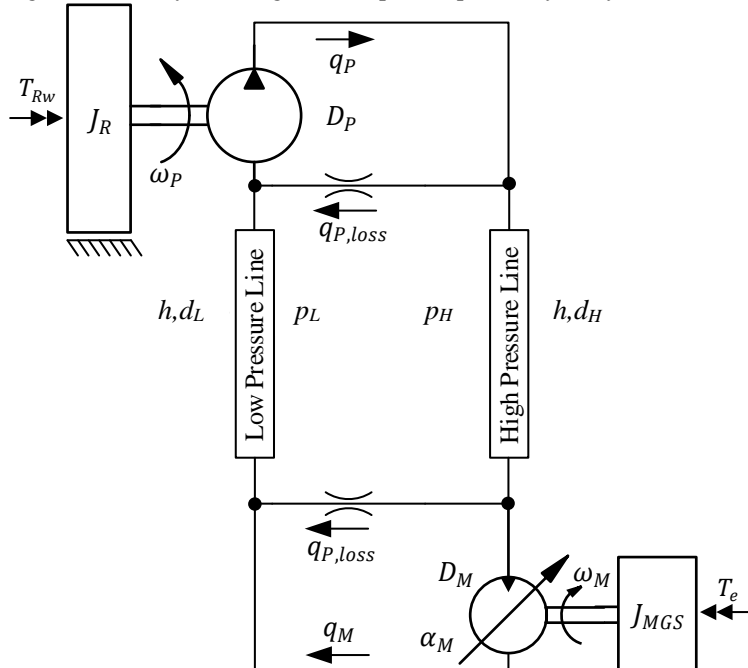 q_P
T_Rw
J_R
D_P
ω_P
q_P,loss
h,d_L
Low Pressure Line
p_L
p_H
High Pressure Line
h,d_H
q_P,loss
D_M
ω_M
T_e
J_MGS
q_M
α_M